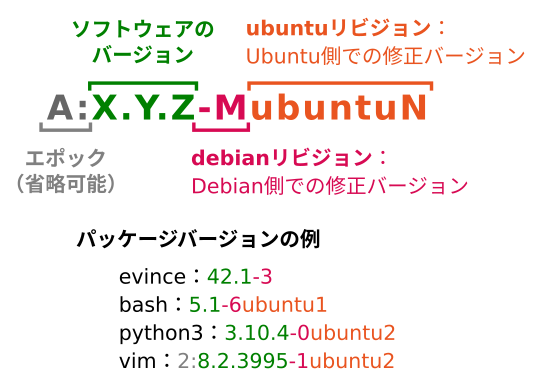 ソフトウェアの
バージョン
ubuntuリビジョン：
Ubuntu側での修正バージョン
A:X.Y.Z-MubuntuN
エポック
（省略可能）
debianリビジョン：
Debian側での修正バージョン
パッケージバージョンの例
evince：42.1-3
bash：5.1-6ubuntu1
python3：3.10.4-0ubuntu2
vim：2:8.2.3995-1ubuntu2